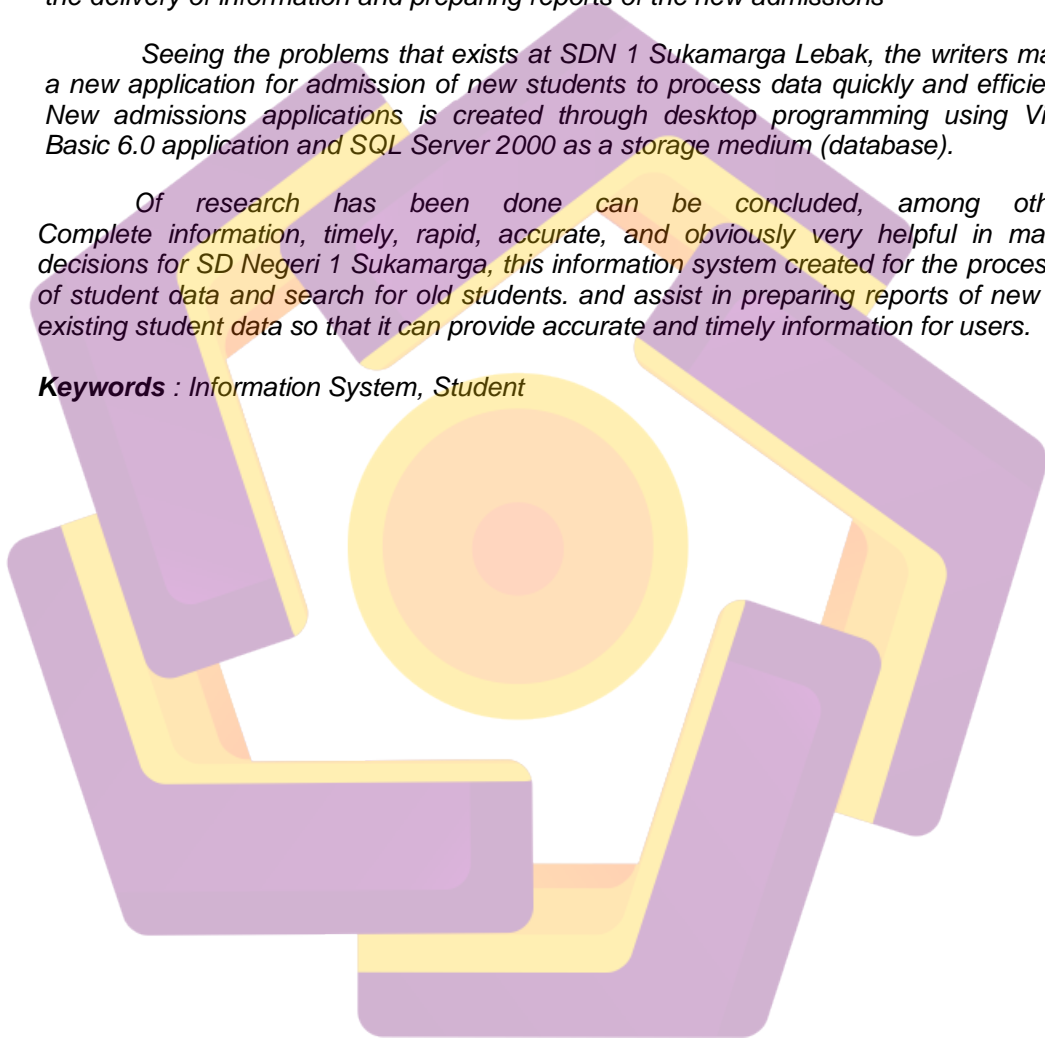 the delivery of information and preparing reports of the new admissions
Seeing the problems that exists at SDN 1 Sukamarga Lebak, the writers
a new application for admission of new students to process data quickly and
New admissions applications is created through desktop programming using
Basic 6.0 application and SQL Server 2000 as a storage medium (database).
Of research has been done can be concluded, among
Complete information, timely, rapid, accurate, and obviously very helpful in
decisions for SD Negeri 1 Sukamarga, this information system created for the
of student data and search for old students. and assist in preparing reports of new
existing student data so that it can provide accurate and timely information for users.
Keywords : Information System, Student